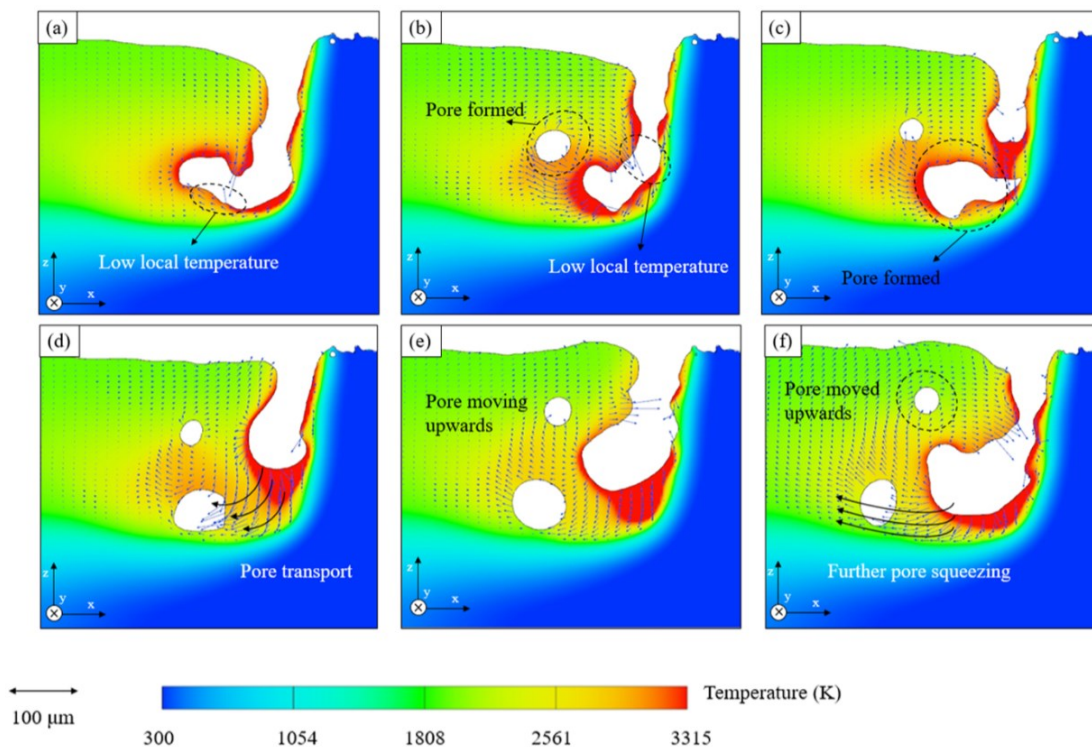 (a)
Low local temperature
z
y
x
(b)
Pore formed
Low local temperature
z
y
x
(c)
Pore formed
z
y
x
(d)
Pore transport
z
y
x
(e)
Pore moving
upwards
z
y
x
(f)
Pore moved
upwards
Further pore squeezing
z
y
x
100 μm
Temperature (K)
300 1054 1808 2561 3315